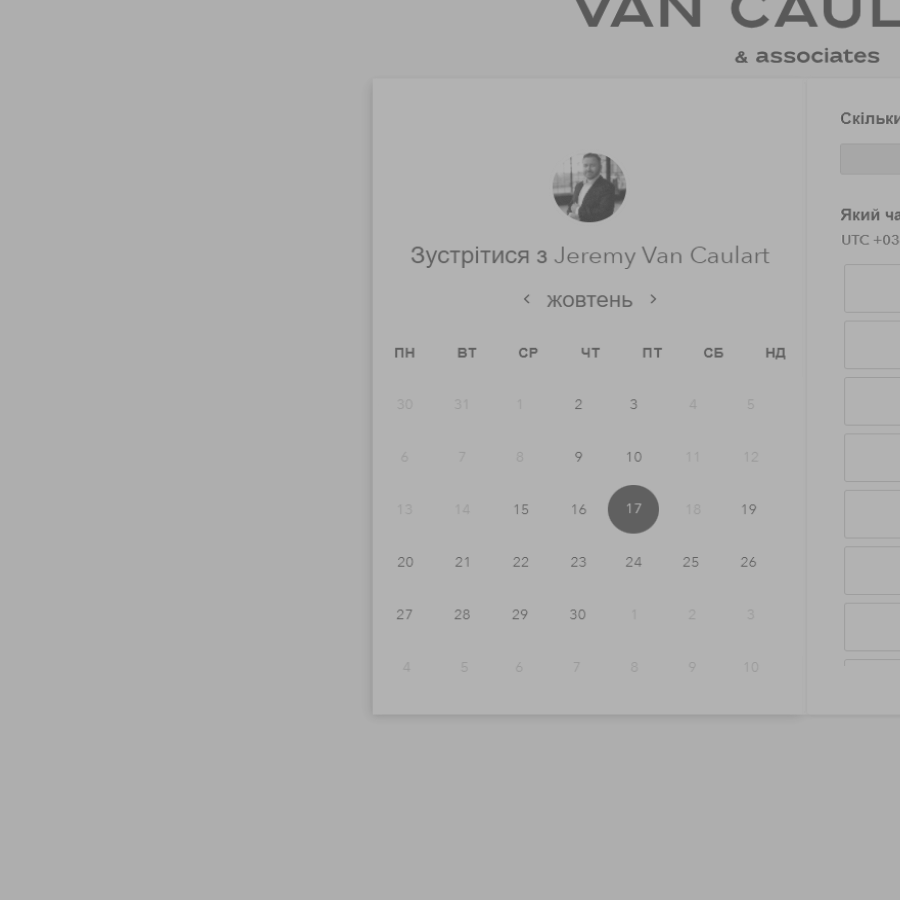 VAN CAUL
& associates
Зустрітися з Jeremy Van Caulart
жовтень
ПН ВТ СР ЧТ ПТ СБ НД
30 31 1 2 3 4 5
6 7 8 9 10 11 12
13 14 15 16 17 18 19
20 21 22 23 24 25 26
27 28 29 30 1 2 3
4 5 6 7 8 9 10
Скільки
Який ча
UTC +03